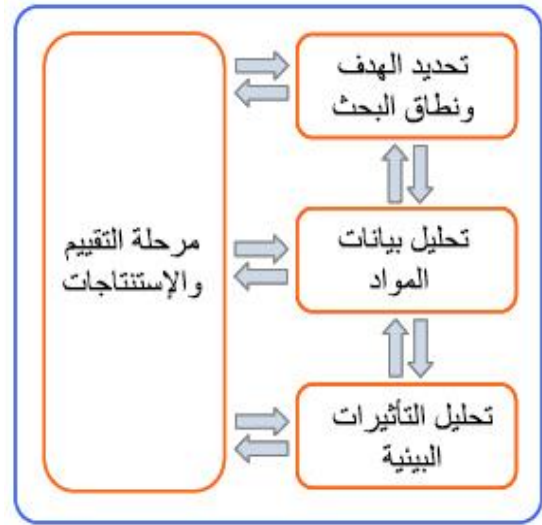 تحديد الهدف
ونطاق البحث
تحليل بيانات
المواد
مرحلة التقييم
والإستنتاجات
تحليل التأثيرات
البيئية